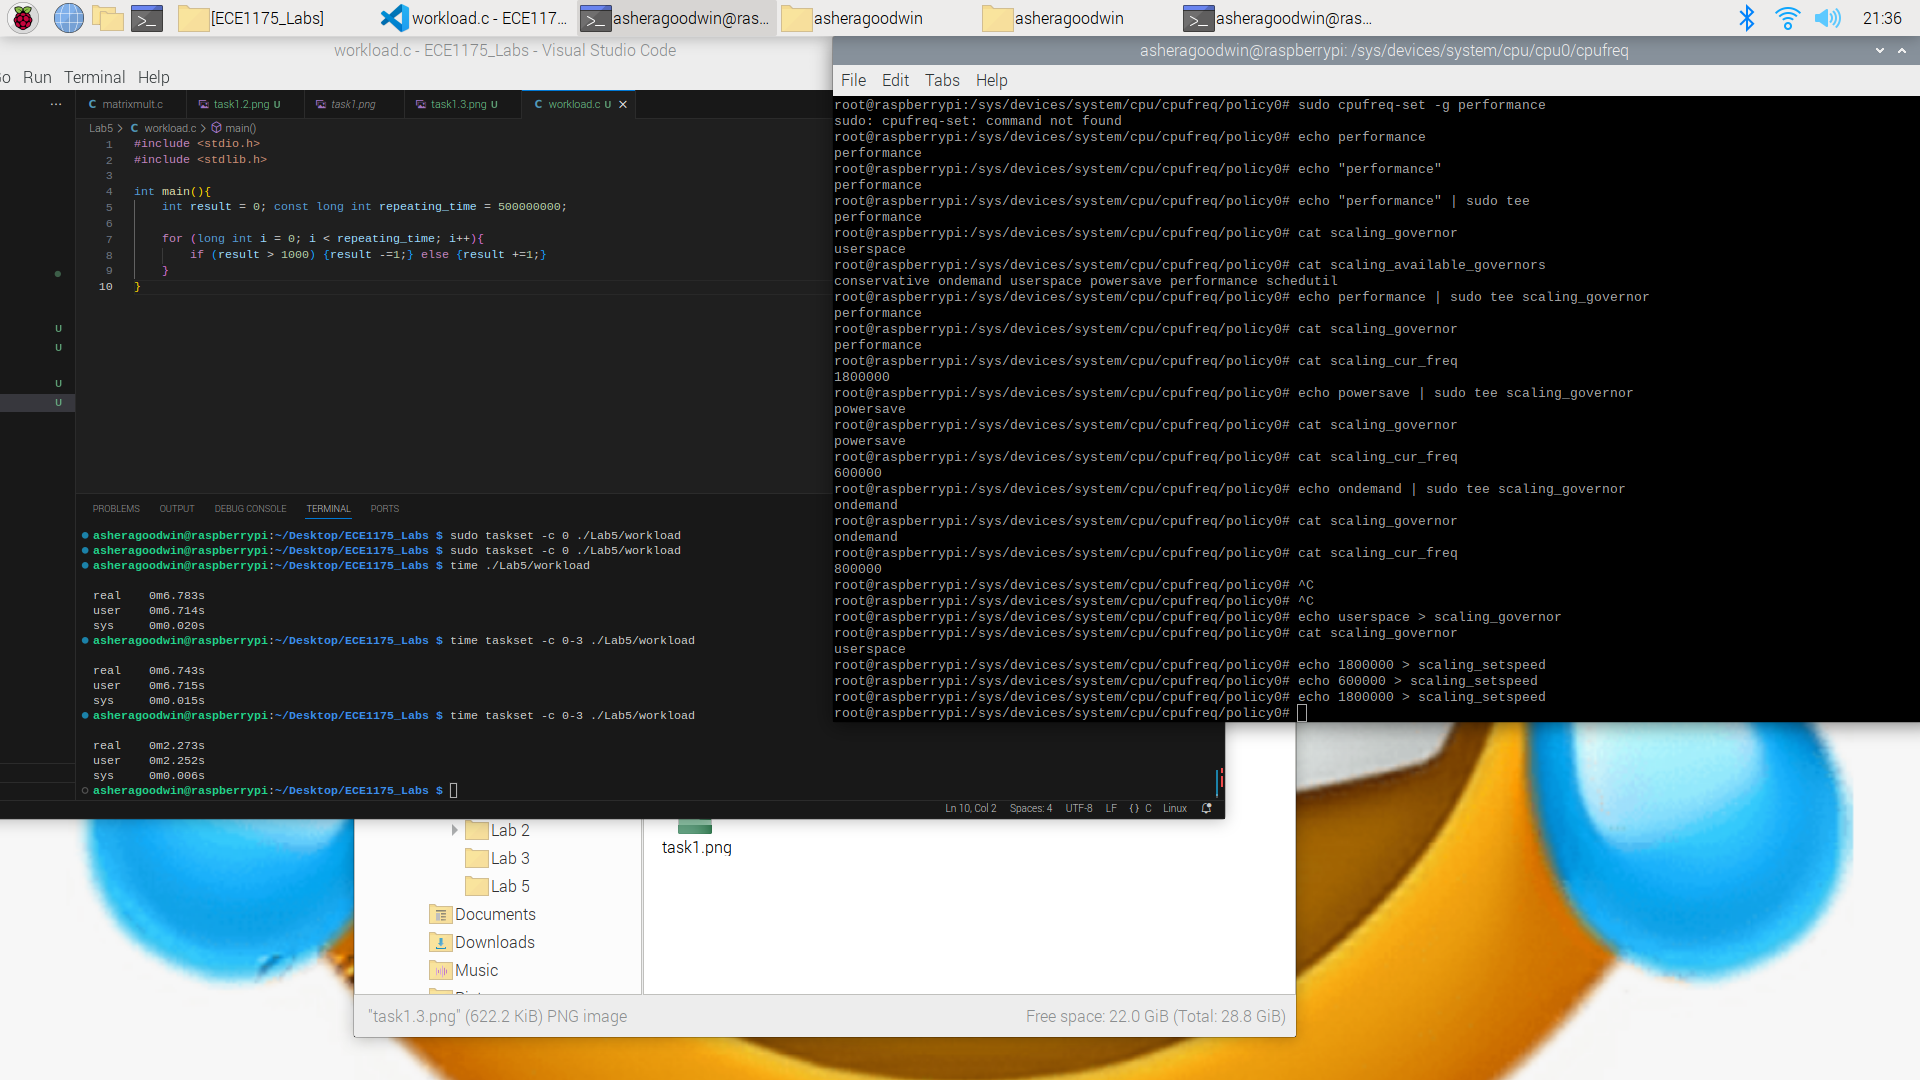 [ECE1175_Labs]
workload.c - ECE117...
asheragoodwin@ras...
asheragoodwin
asheragoodwin
asheragoodwin@ras...
21:36
workload.c - ECE1175_Labs - Visual Studio Code
o Run Terminal Help
matrixmult.c
task1.2.png U
task1.png
task1.3.png U
workload.c U
Lab5 > C workload.c > main()
1 #include <stdio.h>
2 #include <stdlib.h>
3
4 int main(){
5 int result = 0; const long int repeating_time = 500000000;
6
7 for (long int i = 0; i < repeating_time; i++){
8 if (result > 1000) {result -=1;} else {result +=1;}
9 }
10 }
U
U
U
U
PROBLEMS OUTPUT DEBUG CONSOLE TERMINAL PORTS
asheragoodwin@raspberrypi:~/Desktop/ECE1175_Labs $ sudo taskset -c 0 ./Lab5/workload
asheragoodwin@raspberrypi:~/Desktop/ECE1175_Labs $ sudo taskset -c 0 ./Lab5/workload
asheragoodwin@raspberrypi:~/Desktop/ECE1175_Labs $ time ./Lab5/workload
real 0m6.783s
user 0m6.714s
sys 0m0.020s
asheragoodwin@raspberrypi:~/Desktop/ECE1175_Labs $ time taskset -c 0-3 ./Lab5/workload
real 0m6.743s
user 0m6.715s
sys 0m0.015s
asheragoodwin@raspberrypi:~/Desktop/ECE1175_Labs $ time taskset -c 0-3 ./Lab5/workload
real 0m2.273s
user 0m2.252s
sys 0m0.006s
asheragoodwin@raspberrypi:~/Desktop/ECE1175_Labs $
Ln 10, Col 2 Spaces: 4 UTF-8 LF {} C Linux
asheragoodwin@raspberrypi: /sys/devices/system/cpu/cpu0/cpufreq
File Edit Tabs Help
root@raspberrypi:/sys/devices/system/cpu/cpufreq/policy0# sudo cpufreq-set -g performance
sudo: cpufreq-set: command not found
root@raspberrypi:/sys/devices/system/cpu/cpufreq/policy0# echo performance
performance
root@raspberrypi:/sys/devices/system/cpu/cpufreq/policy0# echo "performance"
performance
root@raspberrypi:/sys/devices/system/cpu/cpufreq/policy0# echo "performance" | sudo tee
performance
root@raspberrypi:/sys/devices/system/cpu/cpufreq/policy0# cat scaling_governor
userspace
root@raspberrypi:/sys/devices/system/cpu/cpufreq/policy0# cat scaling_available_governors
conservative ondemand userspace powersave performance schedutil
root@raspberrypi:/sys/devices/system/cpu/cpufreq/policy0# echo performance | sudo tee scaling_governor
performance
root@raspberrypi:/sys/devices/system/cpu/cpufreq/policy0# cat scaling_governor
performance
root@raspberrypi:/sys/devices/system/cpu/cpufreq/policy0# cat scaling_cur_freq
1800000
root@raspberrypi:/sys/devices/system/cpu/cpufreq/policy0# echo powersave | sudo tee scaling_governor
powersave
root@raspberrypi:/sys/devices/system/cpu/cpufreq/policy0# cat scaling_governor
powersave
root@raspberrypi:/sys/devices/system/cpu/cpufreq/policy0# cat scaling_cur_freq
600000
root@raspberrypi:/sys/devices/system/cpu/cpufreq/policy0# echo ondemand | sudo tee scaling_governor
ondemand
root@raspberrypi:/sys/devices/system/cpu/cpufreq/policy0# cat scaling_governor
ondemand
root@raspberrypi:/sys/devices/system/cpu/cpufreq/policy0# cat scaling_cur_freq
800000
root@raspberrypi:/sys/devices/system/cpu/cpufreq/policy0# ^C
root@raspberrypi:/sys/devices/system/cpu/cpufreq/policy0# ^C
root@raspberrypi:/sys/devices/system/cpu/cpufreq/policy0# echo userspace > scaling_governor
root@raspberrypi:/sys/devices/system/cpu/cpufreq/policy0# cat scaling_governor
userspace
root@raspberrypi:/sys/devices/system/cpu/cpufreq/policy0# echo 1800000 > scaling_setspeed
root@raspberrypi:/sys/devices/system/cpu/cpufreq/policy0# echo 600000 > scaling_setspeed
root@raspberrypi:/sys/devices/system/cpu/cpufreq/policy0# echo 1800000 > scaling_setspeed
root@raspberrypi:/sys/devices/system/cpu/cpufreq/policy0#
Lab 2
Lab 3
Lab 5
Documents
Downloads
Music
task1.png
"task1.3.png" (622.2 KiB) PNG image
Free space: 22.0 GiB (Total: 28.8 GiB)